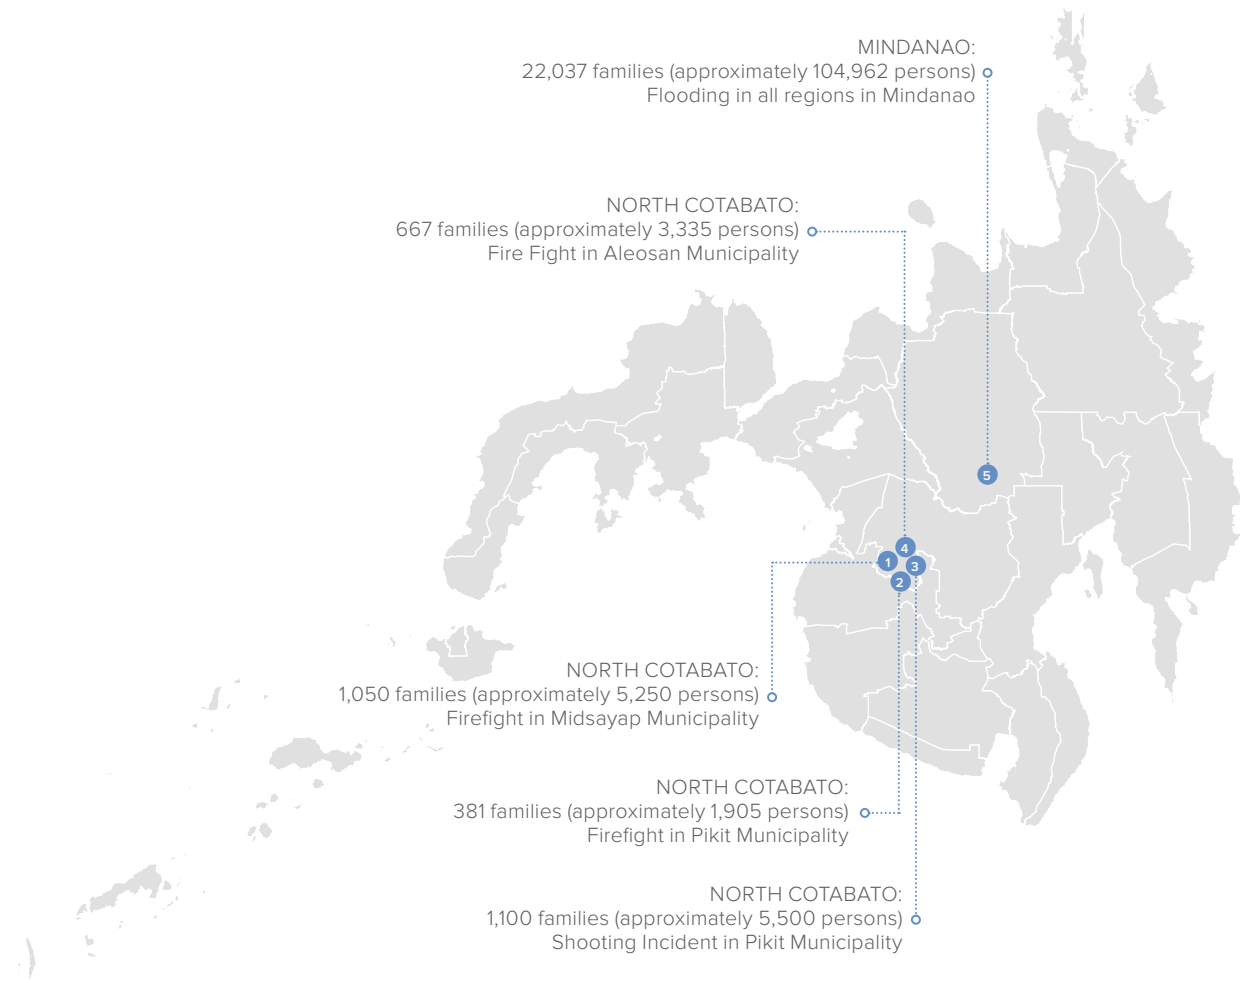 MINDANAO:
22,037 families (approximately 104,962 persons)
Flooding in all regions in Mindanao
NORTH COTABATO:
667 families (approximately 3,335 persons)
Fire Fight in Aleosan Municipality
5
4
1
3
2
NORTH COTABATO:
1,050 families (approximately 5,250 persons)
Firefight in Midsayap Municipality
NORTH COTABATO:
381 families (approximately 1,905 persons)
Firefight in Pikit Municipality
NORTH COTABATO:
1,100 families (approximately 5,500 persons)
Shooting Incident in Pikit Municipality